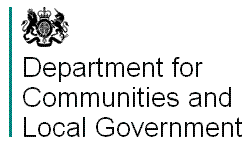 Department for
Communities and
Local Government